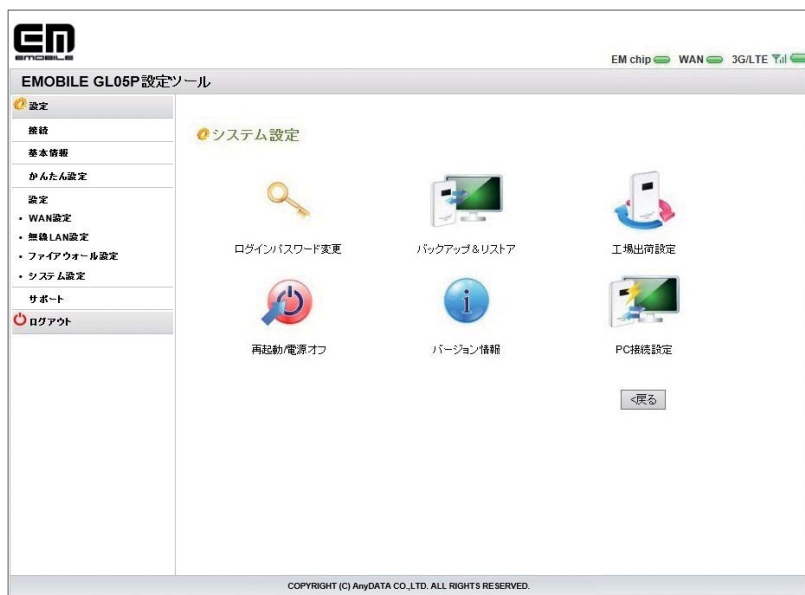 EM
EMOBILE
EM chip WAN 3G/LTE
EMOBILE GL05P設定ツール
設定
接続
基本情報
かんたん設定
設定
・WAN設定
・無線LAN設定
・ファイアウォール設定
・システム設定
サポート
ログアウト
システム設定
ログインパスワード変更 バックアップ&リストア 工場出荷設定
再起動/電源オフ バージョン情報 PC接続設定
<戻る
COPYRIGHT (C) AnyDATA CO.,LTD. ALL RIGHTS RESERVED.